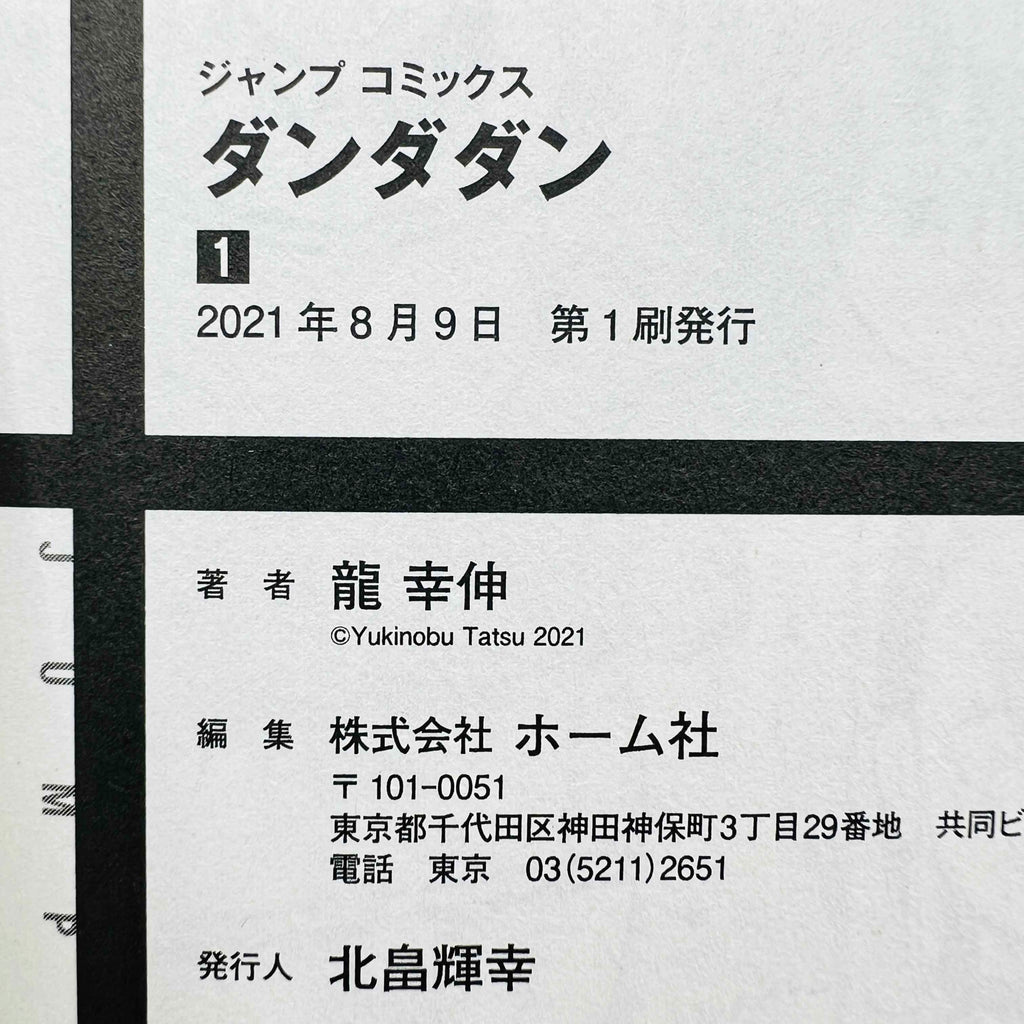 ジャンプ コミックス
ダンダダン
1
2021年8月9日　第1刷発行
著　者　龍 幸伸
©Yukinobu Tatsu 2021
編　集　株式会社 ホーム社
〒101-0051
東京都千代田区神田神保町3丁目29番地　共同ビ
電話　東京　03(5211)2651
発行人　北畠輝幸
JUMP